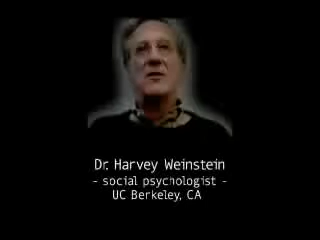 Dr. Harvey Weinstein
- social psychologist -
UC Berkeley, CA